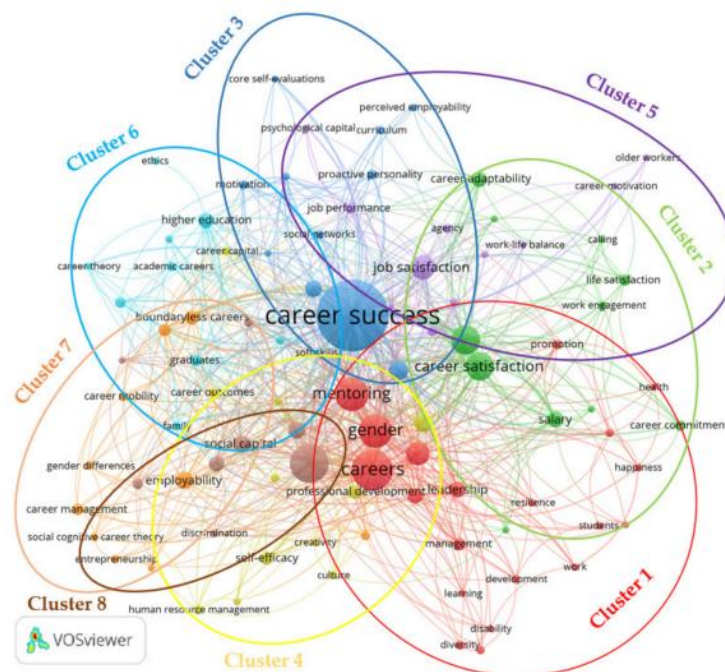 Cluster 3
core self-evaluations
perceived employability
Cluster 5
psychological capital
curriculum
Cluster 6
older workers
ethics
proactive personality
career adaptability
motivation
career motivation
job performance
higher education
agency
calling
Cluster 2
social networks
work-life balance
career capital
career theory
academic careers
job satisfaction
life satisfaction
work engagement
career success
boundaryless careers
promotion
Cluster 7
graduates
career satisfaction
health
career mobility
career outcomes
mentoring
salary
family
gender
career commitment
social capital
gender differences
careers
happiness
employability
professional development
leadership
career management
resilience
students
social cognitive career theory
discrimination
creativity
management
entrepreneurship
self-efficacy
development
work
culture
learning
Cluster 8
human resource management
disability
Cluster 1
diversity
VOSviewer
Cluster 4